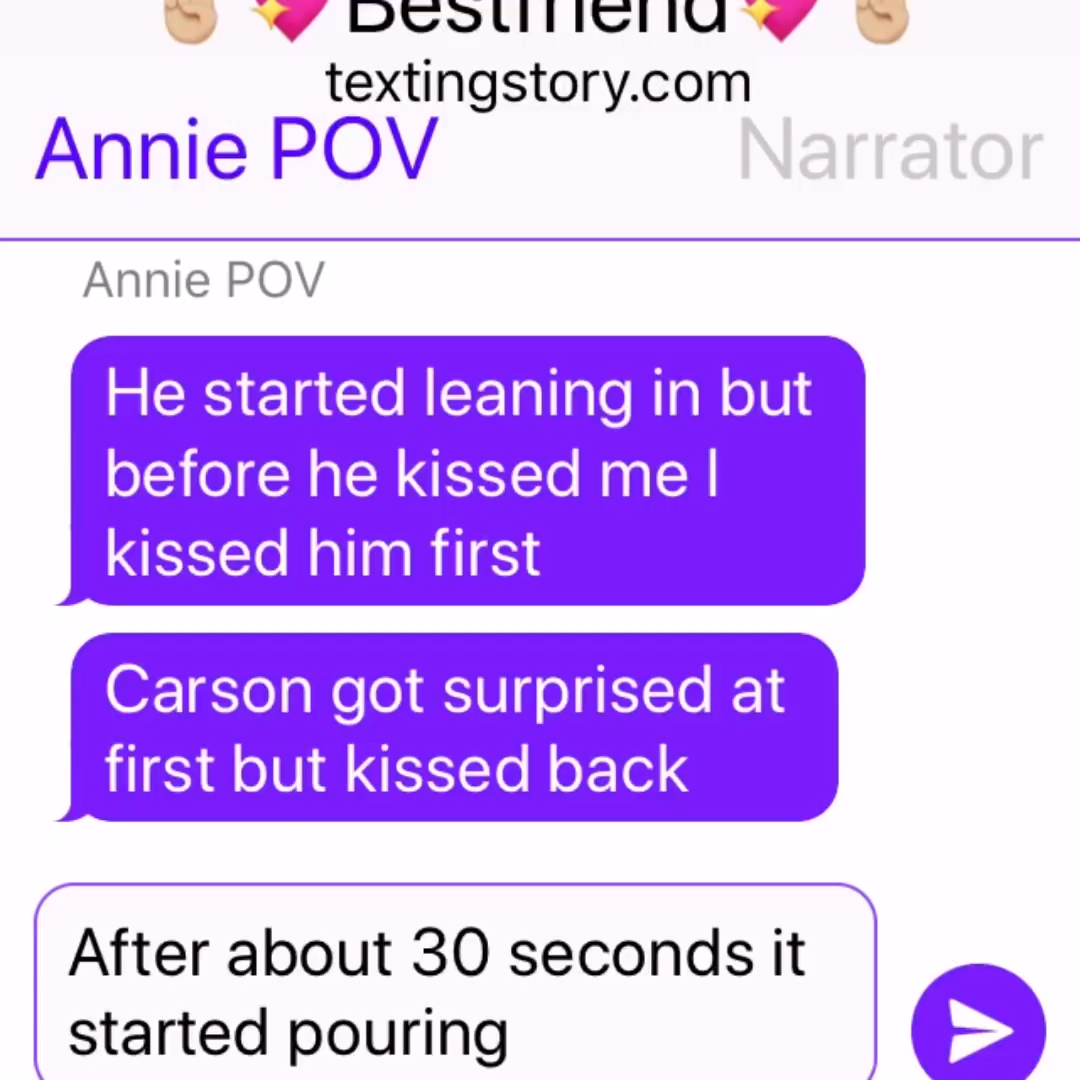 Bestfriend
textingstory.com
Annie POV
Narrator
Annie POV
He started leaning in but
before he kissed me I
kissed him first
Carson got surprised at
first but kissed back
After about 30 seconds it
started pouring